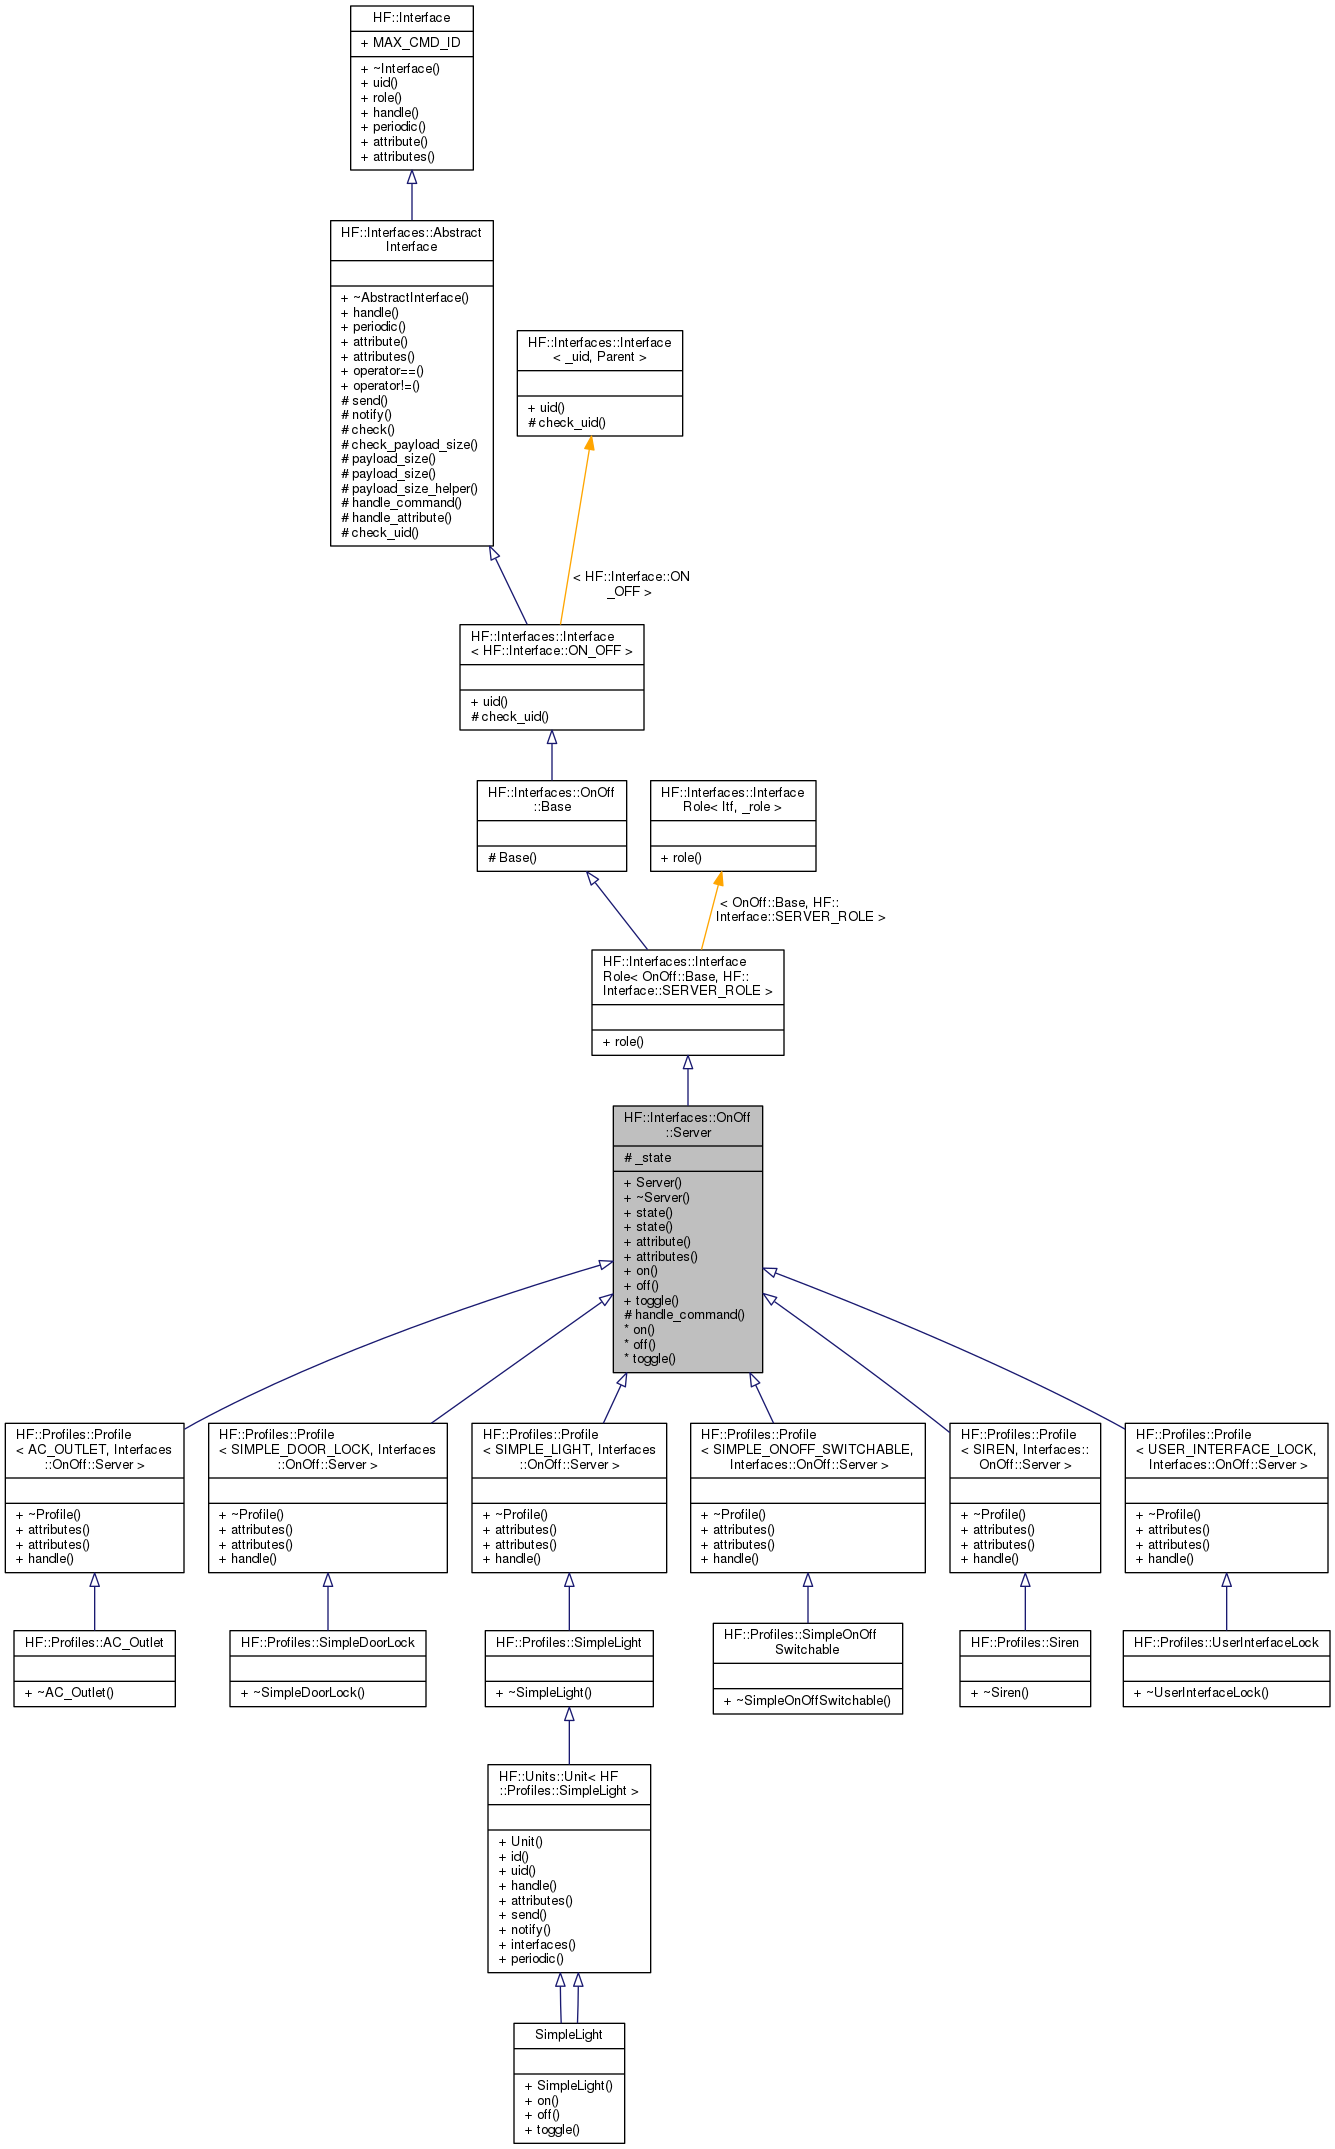 HF::Interface
+ MAX_CMD_ID
+ ~Interface()
+ uid()
+ role()
+ handle()
+ periodic()
+ attribute()
+ attributes()
HF::Interfaces::Abstract
Interface
+ ~AbstractInterface()
+ handle()
+ periodic()
+ attribute()
+ attributes()
+ operator==()
+ operator!=()
# send()
# notify()
# check()
# check_payload_size()
# payload_size()
# payload_size()
# payload_size_helper()
# handle_command()
# handle_attribute()
# check_uid()
HF::Interfaces::Interface
< _uid, Parent >
+ uid()
# check_uid()
< HF::Interface::ON
_OFF >
HF::Interfaces::Interface
< HF::Interface::ON_OFF >
+ uid()
# check_uid()
HF::Interfaces::OnOff
::Base
# Base()
HF::Interfaces::Interface
Role< Itf, _role >
+ role()
< OnOff::Base, HF::
Interface::SERVER_ROLE >
HF::Interfaces::Interface
Role< OnOff::Base, HF::
Interface::SERVER_ROLE >
+ role()
HF::Interfaces::OnOff
::Server
# _state
+ Server()
+ ~Server()
+ state()
+ state()
+ attribute()
+ attributes()
+ on()
+ off()
+ toggle()
# handle_command()
* on()
* off()
* toggle()
HF::Profiles::Profile
< AC_OUTLET, Interfaces
::OnOff::Server >
+ ~Profile()
+ attributes()
+ attributes()
+ handle()
HF::Profiles::Profile
< SIMPLE_DOOR_LOCK, Interfaces
::OnOff::Server >
+ ~Profile()
+ attributes()
+ attributes()
+ handle()
HF::Profiles::Profile
< SIMPLE_LIGHT, Interfaces
::OnOff::Server >
+ ~Profile()
+ attributes()
+ attributes()
+ handle()
HF::Profiles::Profile
< SIMPLE_ONOFF_SWITCHABLE,
Interfaces::OnOff::Server >
+ ~Profile()
+ attributes()
+ attributes()
+ handle()
HF::Profiles::Profile
< SIREN, Interfaces::
OnOff::Server >
+ ~Profile()
+ attributes()
+ attributes()
+ handle()
HF::Profiles::Profile
< USER_INTERFACE_LOCK,
Interfaces::OnOff::Server >
+ ~Profile()
+ attributes()
+ attributes()
+ handle()
HF::Profiles::AC_Outlet
+ ~AC_Outlet()
HF::Profiles::SimpleDoorLock
+ ~SimpleDoorLock()
HF::Profiles::SimpleLight
+ ~SimpleLight()
HF::Profiles::SimpleOnOff
Switchable
+ ~SimpleOnOffSwitchable()
HF::Profiles::Siren
+ ~Siren()
HF::Profiles::UserInterfaceLock
+ ~UserInterfaceLock()
HF::Units::Unit< HF
::Profiles::SimpleLight >
+ Unit()
+ id()
+ uid()
+ handle()
+ attributes()
+ send()
+ notify()
+ interfaces()
+ periodic()
SimpleLight
+ SimpleLight()
+ on()
+ off()
+ toggle()